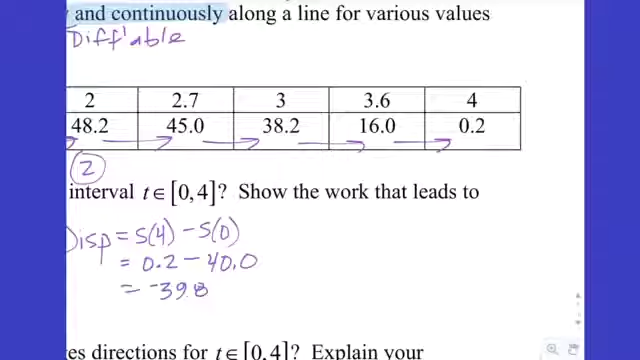 and continuously along a line for various values
Diff'able
2 2.7 3 3.6 4
48.2 45.0 38.2 16.0 0.2
2
interval t ∈ [0, 4]? Show the work that leads to
Disp = S(4) - S(0)
= 0.2 - 40.0
= -39.8
directions for t ∈ [0, 4]? Explain your